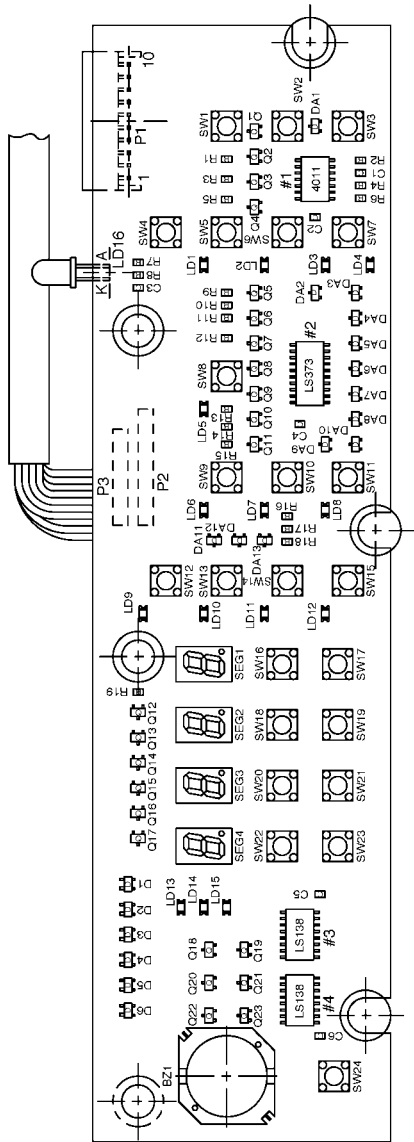 10
P1
1
A
LD16
K
R7
R8
C3
SW1
Q1
SW2
DA1
SW3
R1
R3
R5
Q2
Q3
Q4
#1
4011
R2
C1
R4
R6
SW4
SW5
SW6
C2
SW7
LD1
LD2
LD3
LD4
R9
R10
R11
R12
Q5
Q6
Q7
Q8
Q9
Q10
Q11
DA2
DA3
#2
LS373
DA4
DA5
DA6
DA7
DA8
SW8
LD5
R13
R14
R15
C4
DA9
DA10
P3
P2
SW9
SW10
SW11
LD6
LD7
LD8
R16
R17
R18
DA11
DA12
DA13
SW12
SW13
SW14
SW15
LD9
LD10
LD11
LD12
R19
Q12
Q13
Q14
Q15
Q16
Q17
SEG1
SW16
SW17
SEG2
SW18
SW19
SEG3
SW20
SW21
SEG4
SW22
SW23
D1
D2
D3
D4
D5
D6
LD13
LD14
LD15
C5
Q18
Q19
Q20
Q21
Q22
Q23
LS138
#3
LS138
#4
C6
BZ1
SW24